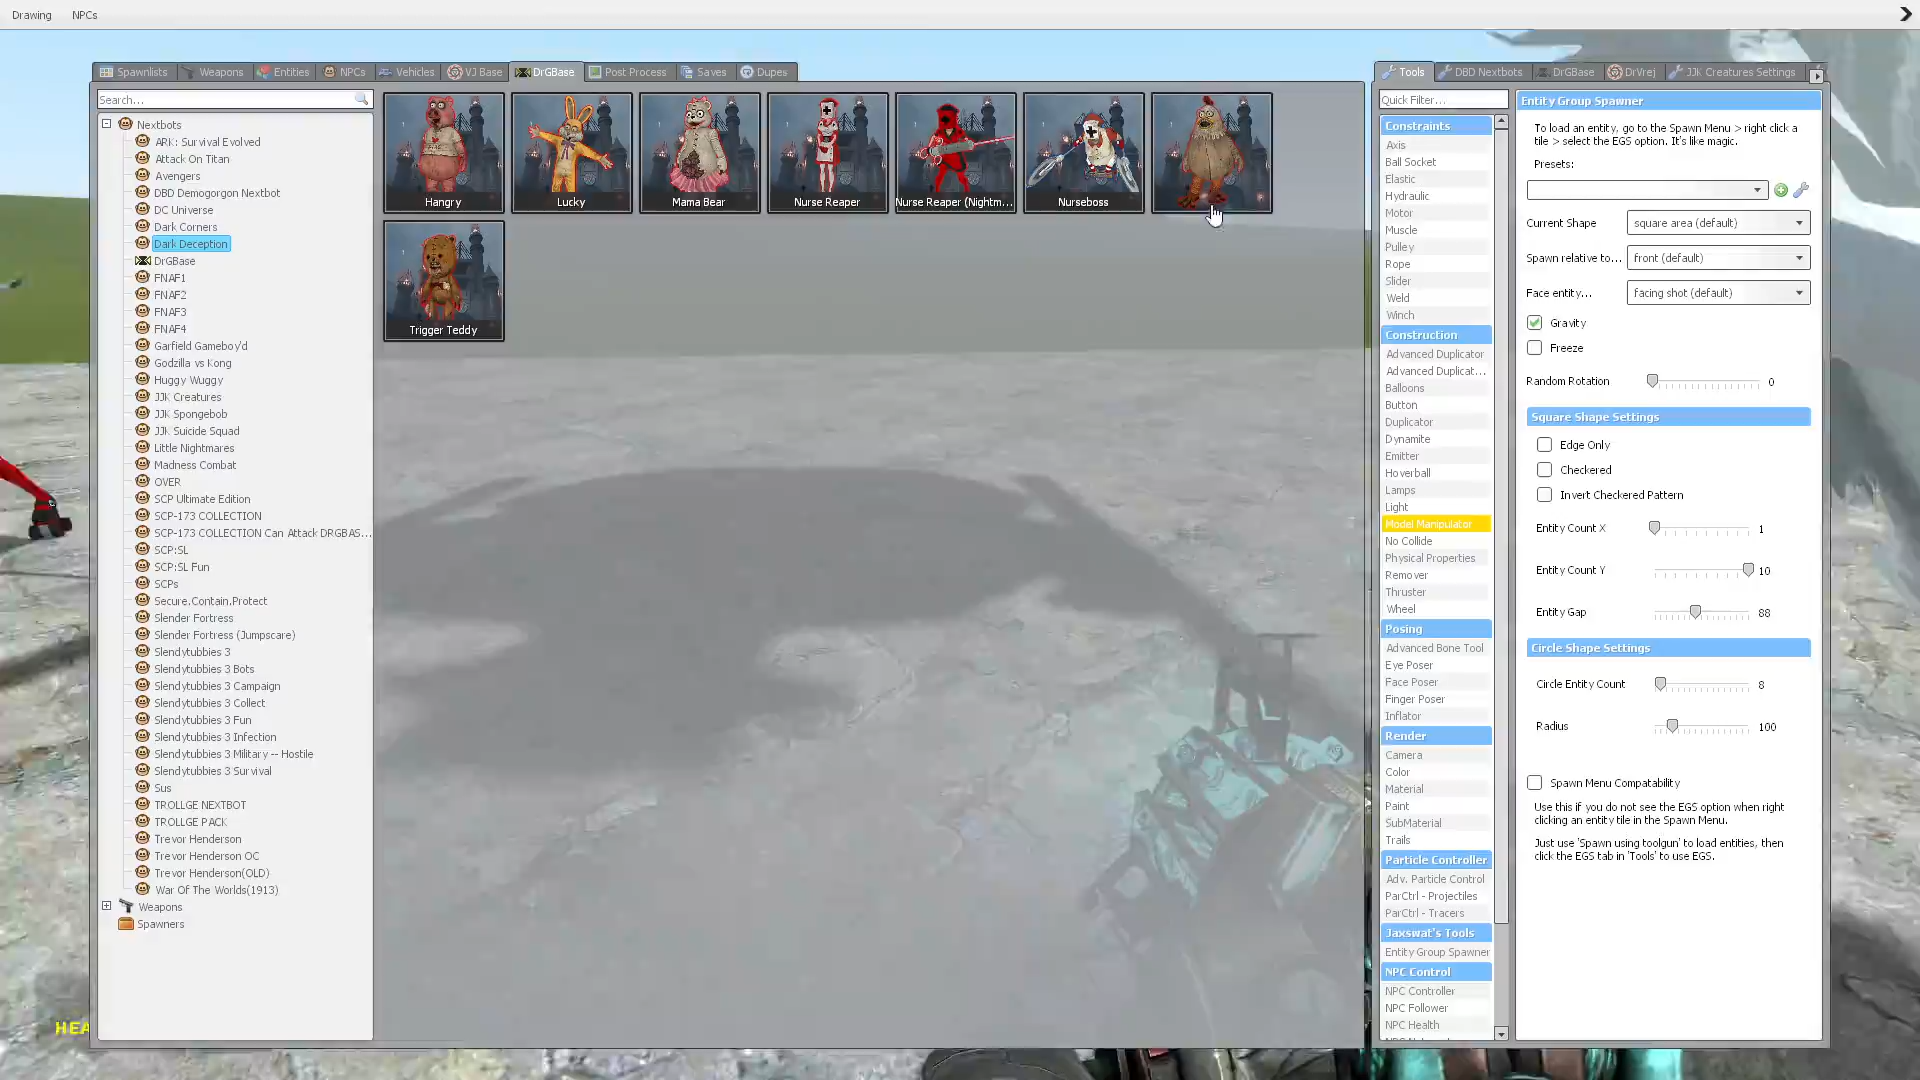 Drawing NPCs
Spawnlists Weapons Entities NPCs Vehicles VJ Base DrGBase Post Process Saves Dupes
Search...
Nextbots
ARK: Survival Evolved
Attack On Titan
Avengers
DBD Demogorgon Nextbot
DC Universe
Dark Corners
Dark Deception
DrGBase
FNAF1
FNAF2
FNAF3
FNAF4
Garfield Gameboy'd
Godzilla vs Kong
Huggy Wuggy
JJK Creatures
JJK Spongebob
JJK Suicide Squad
Little Nightmares
Madness Combat
OVER
SCP Ultimate Edition
SCP-173 COLLECTION
SCP-173 COLLECTION Can Attack DRGBAS...
SCP:SL
SCP:SL Fun
SCPs
Secure.Contain.Protect
Slender Fortress
Slender Fortress (Jumpscare)
Slendytubbies 3
Slendytubbies 3 Bots
Slendytubbies 3 Campaign
Slendytubbies 3 Collect
Slendytubbies 3 Fun
Slendytubbies 3 Infection
Slendytubbies 3 Military -- Hostile
Slendytubbies 3 Survival
Sus
TROLLGE NEXTBOT
TROLLGE PACK
Trevor Henderson
Trevor Henderson OC
Trevor Henderson(OLD)
War Of The Worlds(1913)
Weapons
Spawners
HEA
Hangry Lucky Mama Bear Nurse Reaper Nurse Reaper (Nightm... Nurseboss
Trigger Teddy
Tools DBD Nextbots DrGBase DrVrej JJK Creatures Settings
Quick Filter...
Constraints
Axis
Ball Socket
Elastic
Hydraulic
Motor
Muscle
Pulley
Rope
Slider
Weld
Winch
Construction
Advanced Duplicator
Advanced Duplicat...
Balloons
Button
Duplicator
Dynamite
Emitter
Hoverball
Lamps
Light
Model Manipulator
No Collide
Physical Properties
Remover
Thruster
Wheel
Posing
Advanced Bone Tool
Eye Poser
Face Poser
Finger Poser
Inflator
Render
Camera
Color
Material
Paint
SubMaterial
Trails
Particle Controller
Adv. Particle Control
ParCtrl - Projectiles
ParCtrl - Tracers
Jaxswat's Tools
Entity Group Spawner
NPC Control
NPC Controller
NPC Follower
NPC Health
Entity Group Spawner
To load an entity, go to the Spawn Menu > right click a
tile > select the EGS option. It's like magic.
Presets:
Current Shape square area (default)
Spawn relative to... front (default)
Face entity... facing shot (default)
Gravity
Freeze
Random Rotation 0
Square Shape Settings
Edge Only
Checkered
Invert Checkered Pattern
Entity Count X 1
Entity Count Y 10
Entity Gap 88
Circle Shape Settings
Circle Entity Count 8
Radius 100
Spawn Menu Compatability
Use this if you do not see the EGS option when right
clicking an entity tile in the Spawn Menu.
Just use 'Spawn using toolgun' to load entities, then
click the EGS tab in 'Tools' to use EGS.